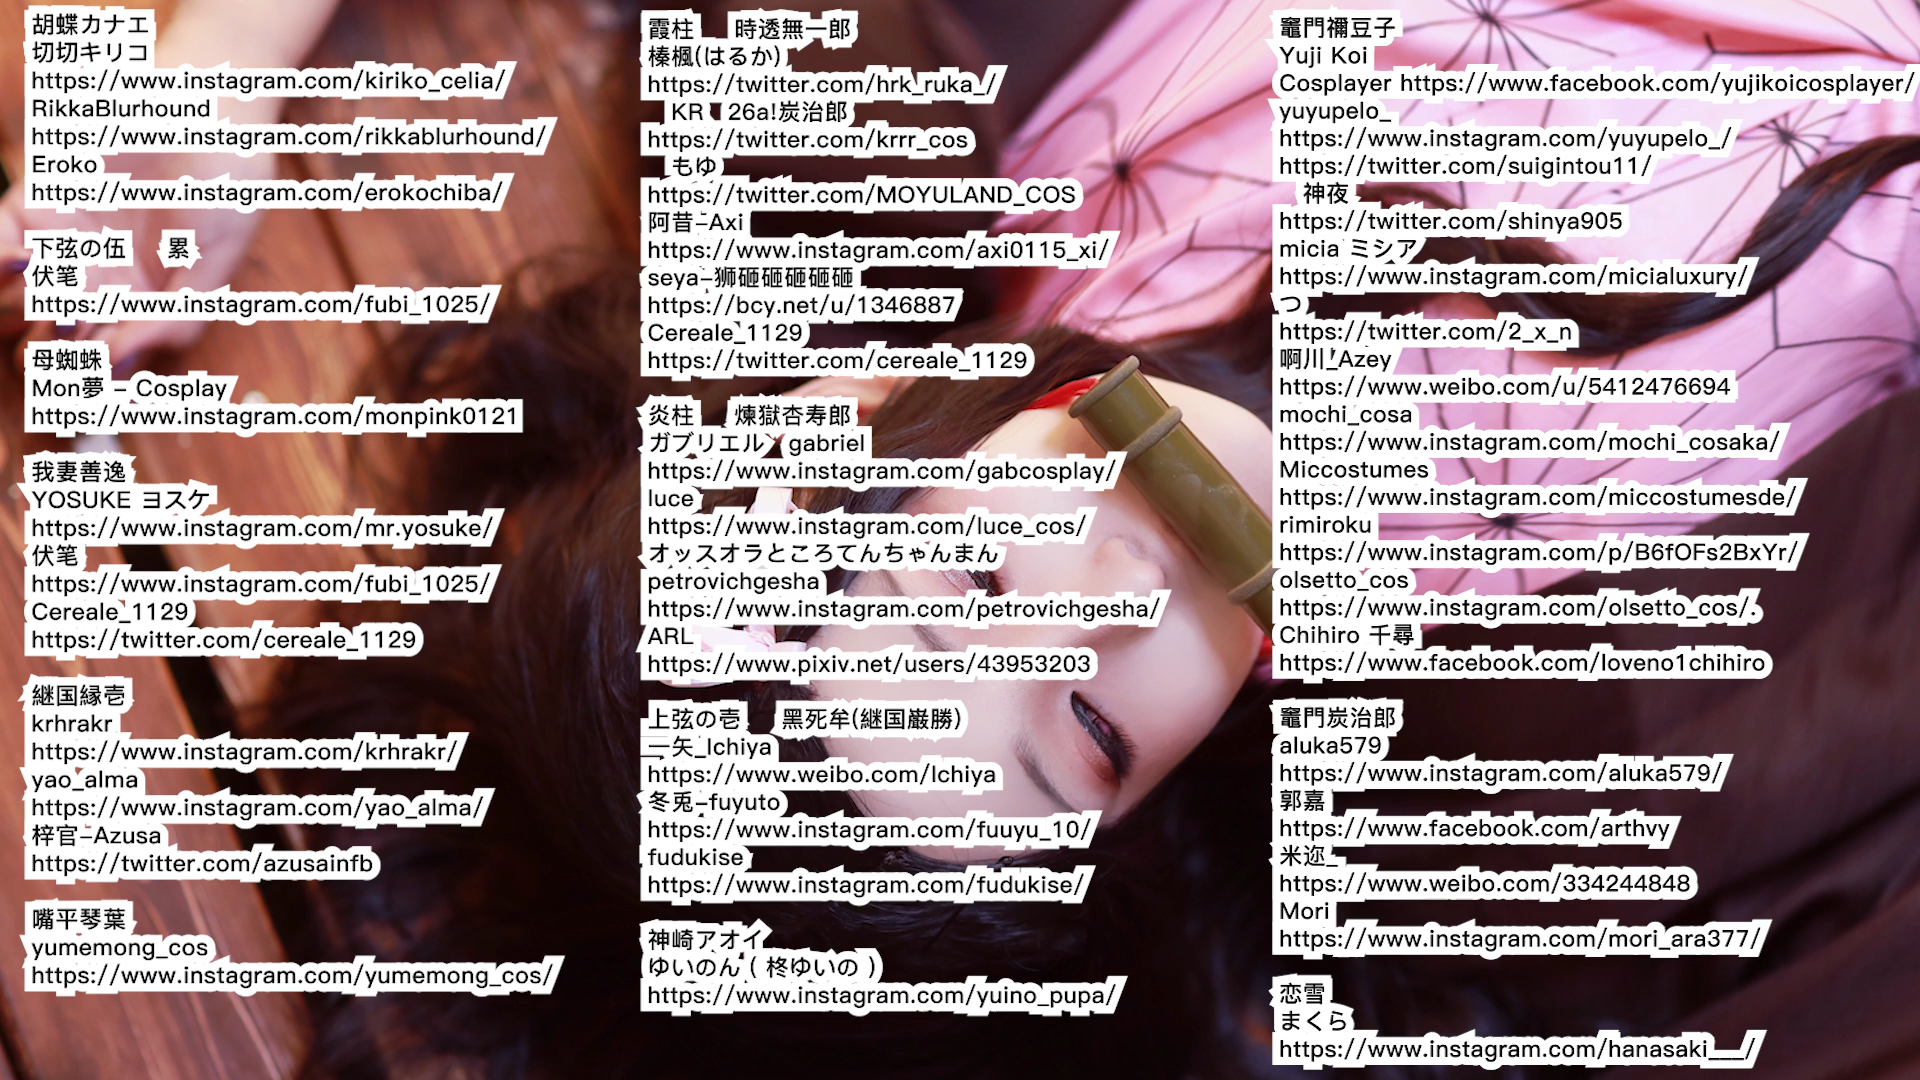 胡蝶カナエ
切切キリコ
https://www.instagram.com/kiriko_celia/
RikkaBlurhound
https://www.instagram.com/rikkablurhound/
Eroko
https://www.instagram.com/erokochiba/
下弦の伍　累
伏笔
https://www.instagram.com/fubi_1025/
母蜘蛛
Mon夢 - Cosplay
https://www.instagram.com/monpink0121
我妻善逸
YOSUKE ヨスケ
https://www.instagram.com/mr.yosuke/
伏笔
https://www.instagram.com/fubi_1025/
Cereale_1129
https://twitter.com/cereale_1129
継国縁壱
krhrakr
https://www.instagram.com/krhrakr/
yao_alma
https://www.instagram.com/yao_alma/
梓官-Azusa
https://twitter.com/azusainfb
嘴平琴葉
yumemong_cos
https://www.instagram.com/yumemong_cos/
霞柱　時透無一郎
榛楓(はるか)
https://twitter.com/hrk_ruka_/
KR 26a!炭治郎
https://twitter.com/krrr_cos
もゆ
https://twitter.com/MOYULAND_COS
阿昔-Axi
https://www.instagram.com/axi0115_xi/
seya-狮砸砸砸砸砸
https://bcy.net/u/1346887
Cereale_1129
https://twitter.com/cereale_1129
炎柱　煉獄杏寿郎
ガブリエル gabriel
https://www.instagram.com/gabcosplay/
luce
https://www.instagram.com/luce_cos/
オッスオラところてんちゃんまん
petrovichgesha
https://www.instagram.com/petrovichgesha/
ARL
https://www.pixiv.net/users/43953203
上弦の壱　黑死牟(継国巌勝)
一矢_Ichiya
https://www.weibo.com/Ichiya
冬兎-fuyuto
https://www.instagram.com/fuuyu_10/
fudukise
https://www.instagram.com/fudukise/
神崎アオイ
ゆいのん ( 柊ゆいの )
https://www.instagram.com/yuino_pupa/
竈門禰豆子
Yuji Koi
Cosplayer https://www.facebook.com/yujikoicosplayer/
yuyupelo_
https://www.instagram.com/yuyupelo_/
https://twitter.com/suigintou11/
神夜
https://twitter.com/shinya905
micia ミシア
https://www.instagram.com/micialuxury/
つ
https://twitter.com/2_x_n
啊川_Azey
https://www.weibo.com/u/5412476694
mochi_cosa
https://www.instagram.com/mochi_cosaka/
Miccostumes
https://www.instagram.com/miccostumesde/
rimiroku
https://www.instagram.com/p/B6fOFs2BxYr/
olsetto_cos
https://www.instagram.com/olsetto_cos/.
Chihiro 千尋
https://www.facebook.com/loveno1chihiro
竈門炭治郎
aluka579
https://www.instagram.com/aluka579/
郭嘉
https://www.facebook.com/arthvy
米迩_
https://www.weibo.com/334244848
Mori
https://www.instagram.com/mori_ara377/
恋雪
まくら
https://www.instagram.com/hanasaki___/